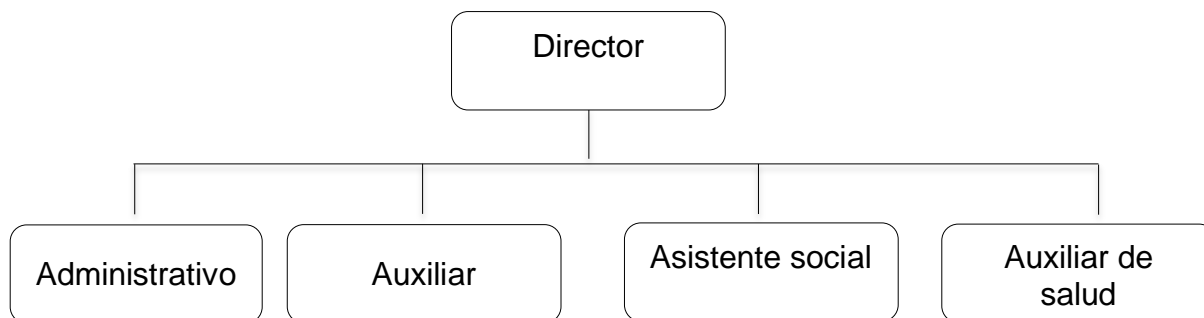 Director
Administrativo
Auxiliar
Asistente social
Auxiliar de
salud